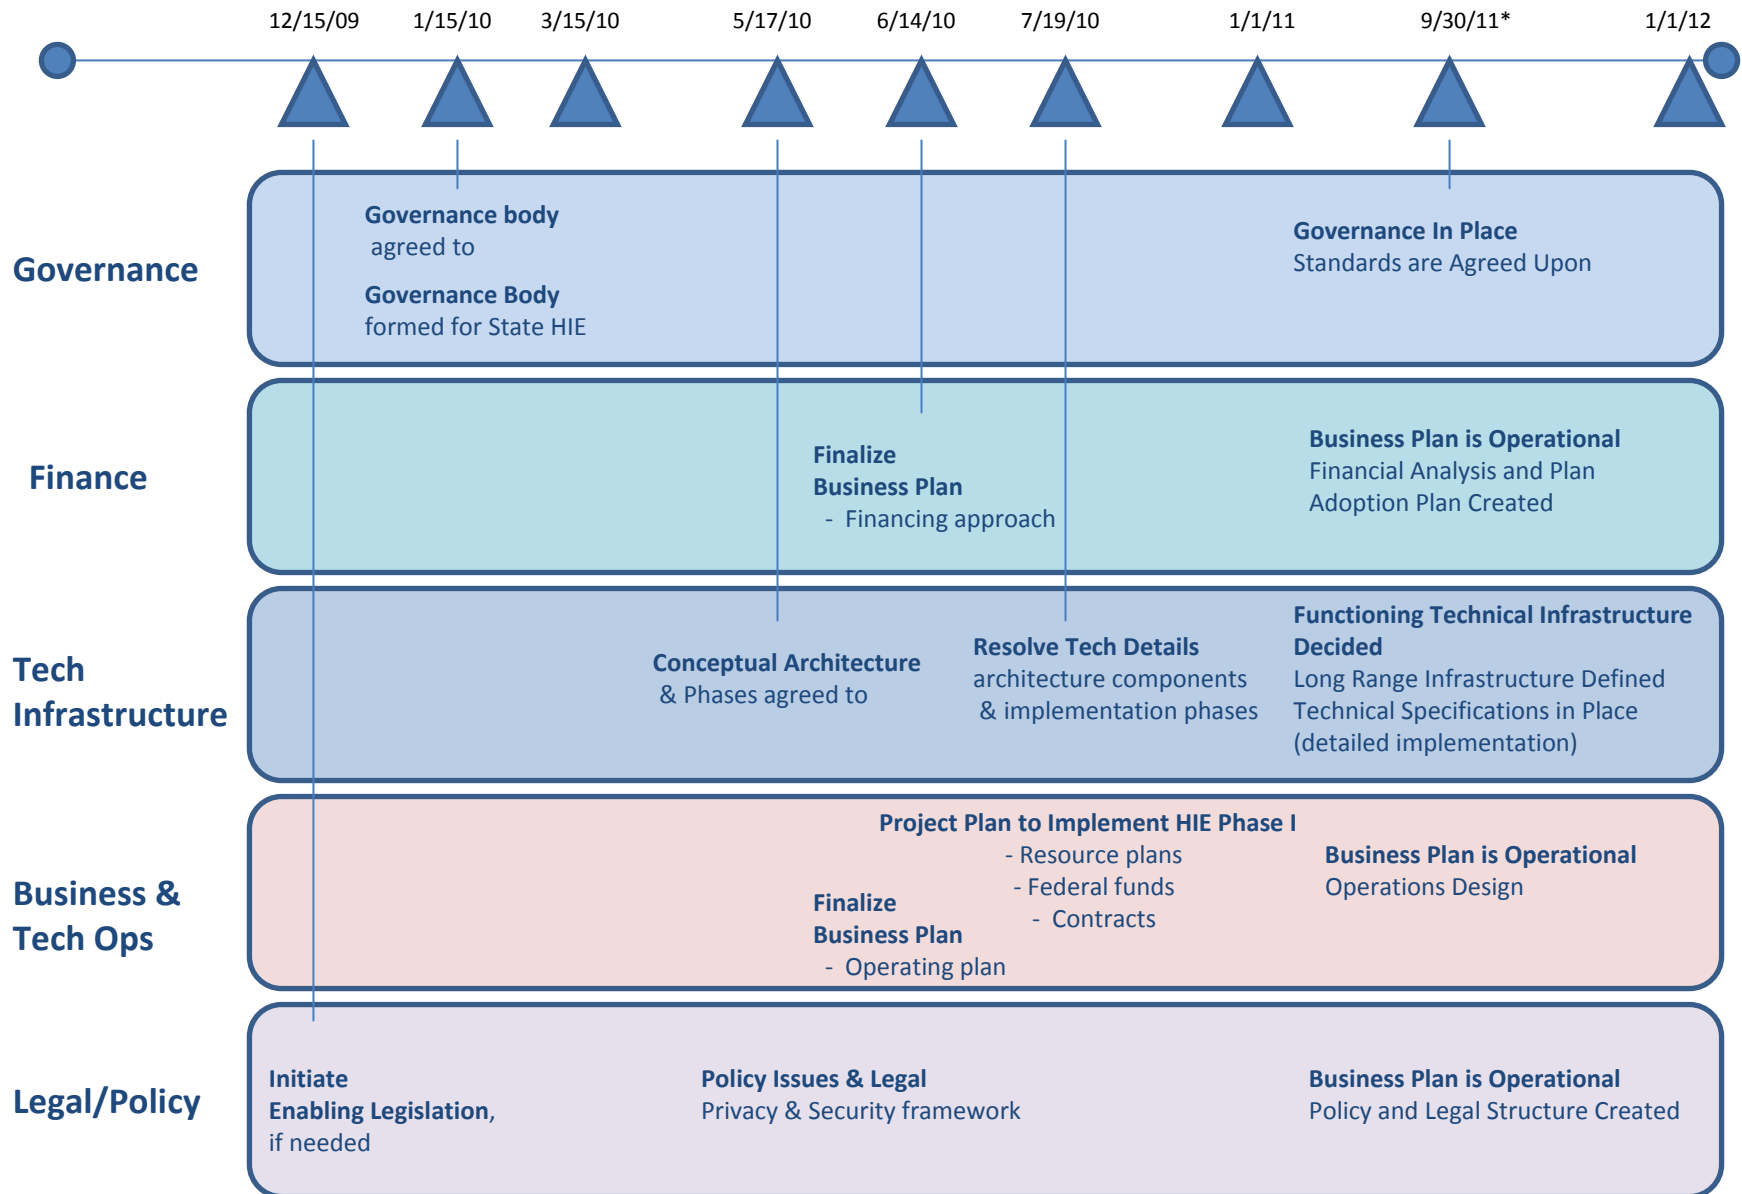 12/15/09 1/15/10 3/15/10 5/17/10 6/14/10 7/19/10 1/1/11 9/30/11* 1/1/12
Governance
Governance body
agreed to
Governance Body
formed for State HIE
Governance In Place
Standards are Agreed Upon
Finance
Finalize
Business Plan
- Financing approach
Business Plan is Operational
Financial Analysis and Plan
Adoption Plan Created
Tech
Infrastructure
Conceptual Architecture
& Phases agreed to
Resolve Tech Details
architecture components
& implementation phases
Functioning Technical Infrastructure
Decided
Long Range Infrastructure Defined
Technical Specifications in Place
(detailed implementation)
Business &
Tech Ops
Finalize
Business Plan
- Operating plan
Project Plan to Implement HIE Phase I
- Resource plans
- Federal funds
- Contracts
Business Plan is Operational
Operations Design
Legal/Policy
Initiate
Enabling Legislation,
if needed
Policy Issues & Legal
Privacy & Security framework
Business Plan is Operational
Policy and Legal Structure Created